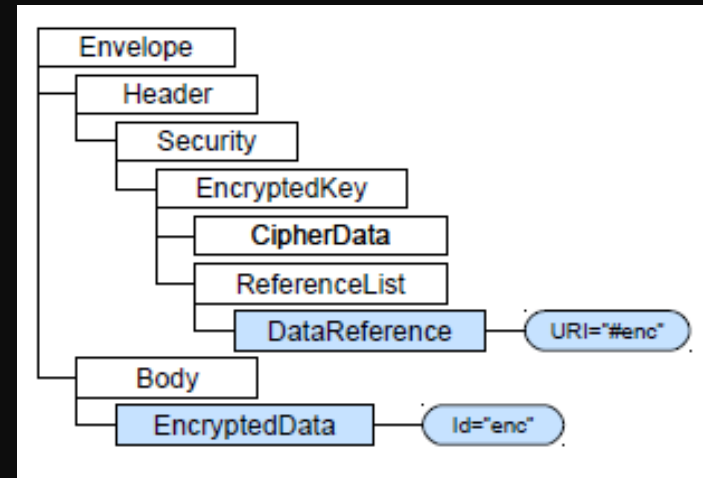 Envelope
Header
Security
EncryptedKey
CipherData
ReferenceList
DataReference URI="#enc"
Body
EncryptedData Id="enc"